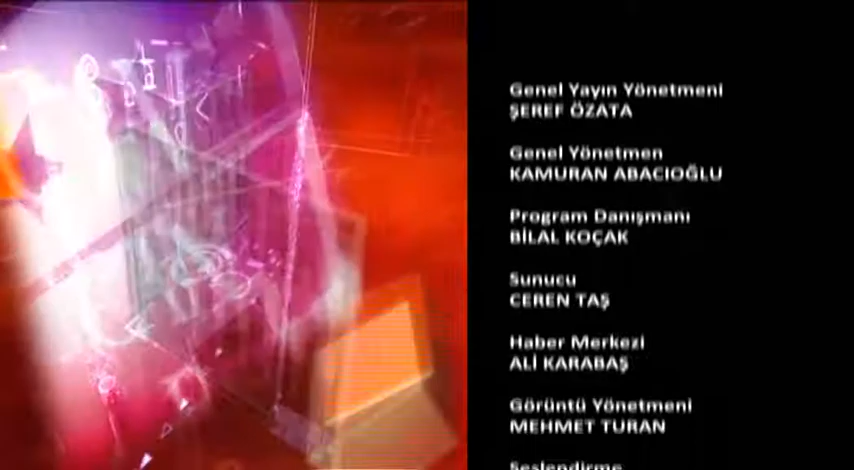 Genel Yayın Yönetmeni
ŞEREF ÖZATA
Genel Yönetmen
KAMURAN ABACIOĞLU
Program Danışmanı
BİLAL KOÇAK
Sunucu
CEREN TAŞ
Haber Merkezi
ALİ KARABAŞ
Görüntü Yönetmeni
MEHMET TURAN
Seslendirme